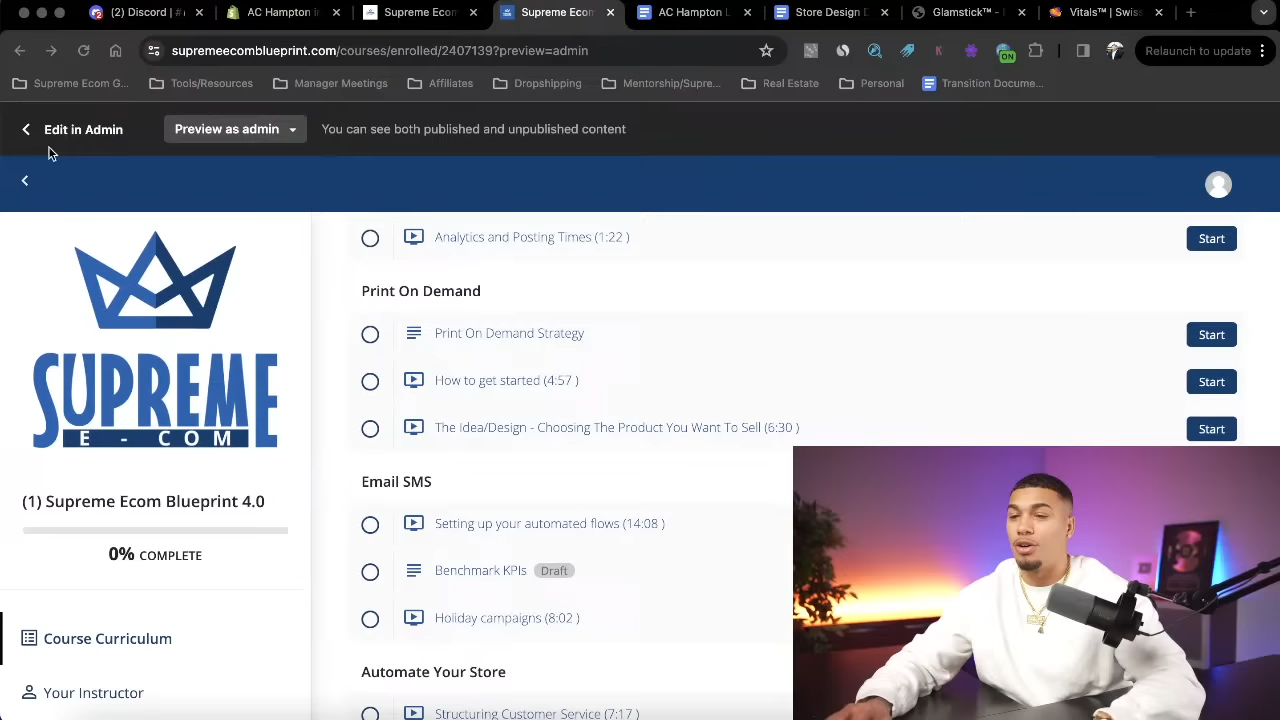 (1) Discord | # (
AC Hampton i
Supreme Ecom
Supreme Ecom
AC Hampton L
Store Design D
Glamstick™ -
Vitals™ | Swiss
supremeecomblueprint.com/courses/enrolled/2407139?preview=admin
K
ON
Relaunch to update
Supreme Ecom G...
Tools/Resources
Manager Meetings
Affiliates
Dropshipping
Mentorship/Supre...
Real Estate
Personal
Transition Docume...
Edit in Admin
Preview as admin
You can see both published and unpublished content
SUPREME
E - COM
(1) Supreme Ecom Blueprint 4.0
0% COMPLETE
Course Curriculum
Your Instructor
Analytics and Posting Times (1:22 )
Start
Print On Demand
Print On Demand Strategy
Start
How to get started (4:57 )
Start
The Idea/Design - Choosing The Product You Want To Sell (6:30 )
Start
Email SMS
Setting up your automated flows (14:08 )
Benchmark KPIs Draft
Holiday campaigns (8:02 )
Automate Your Store
Structuring Customer Service (7:17 )